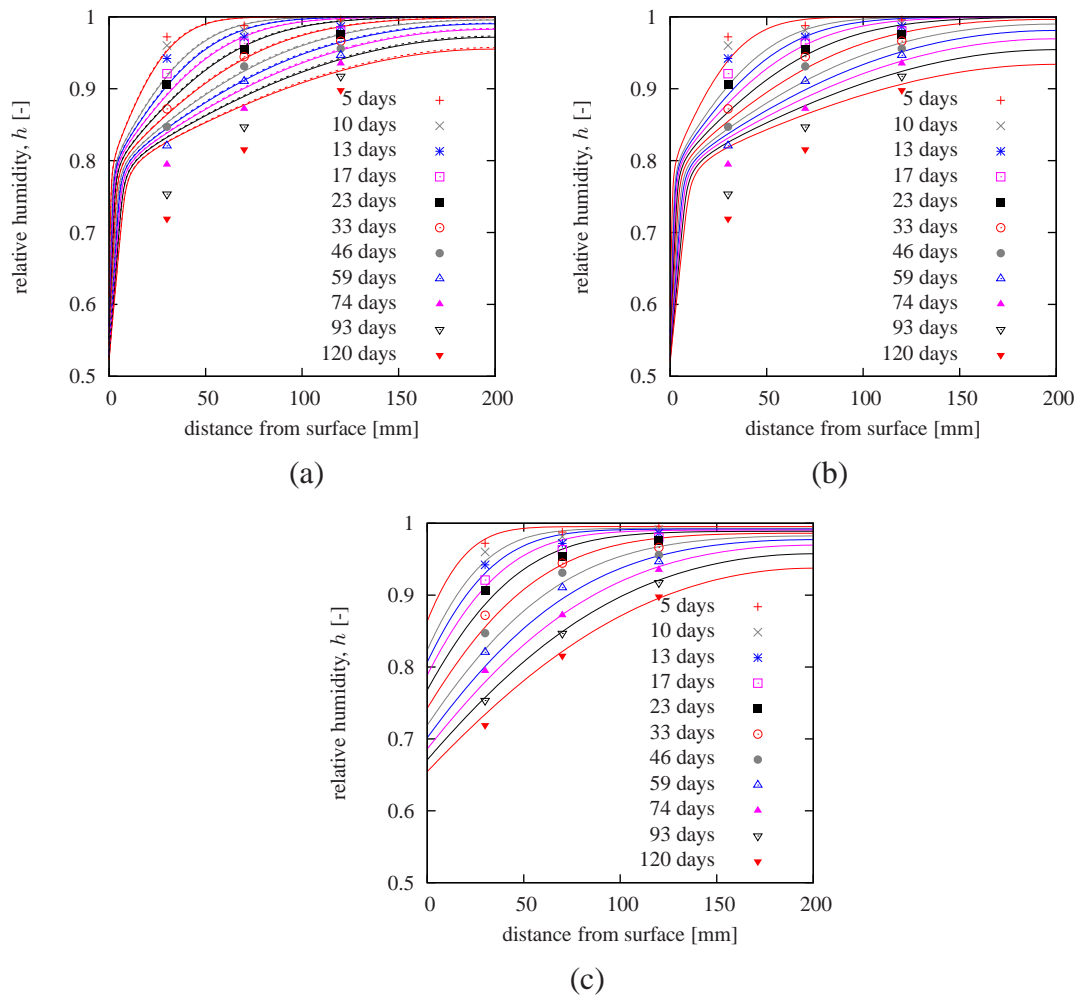 1
0.9
0.8
0.7
0.6
0.5
0
50
100
150
200
relative humidity, h [-]
distance from surface [mm]
5 days
10 days
13 days
17 days
23 days
33 days
46 days
59 days
74 days
93 days
120 days
(a)
1
0.9
0.8
0.7
0.6
0.5
0
50
100
150
200
relative humidity, h [-]
distance from surface [mm]
5 days
10 days
13 days
17 days
23 days
33 days
46 days
59 days
74 days
93 days
120 days
(b)
1
0.9
0.8
0.7
0.6
0.5
0
50
100
150
200
relative humidity, h [-]
distance from surface [mm]
5 days
10 days
13 days
17 days
23 days
33 days
46 days
59 days
74 days
93 days
120 days
(c)